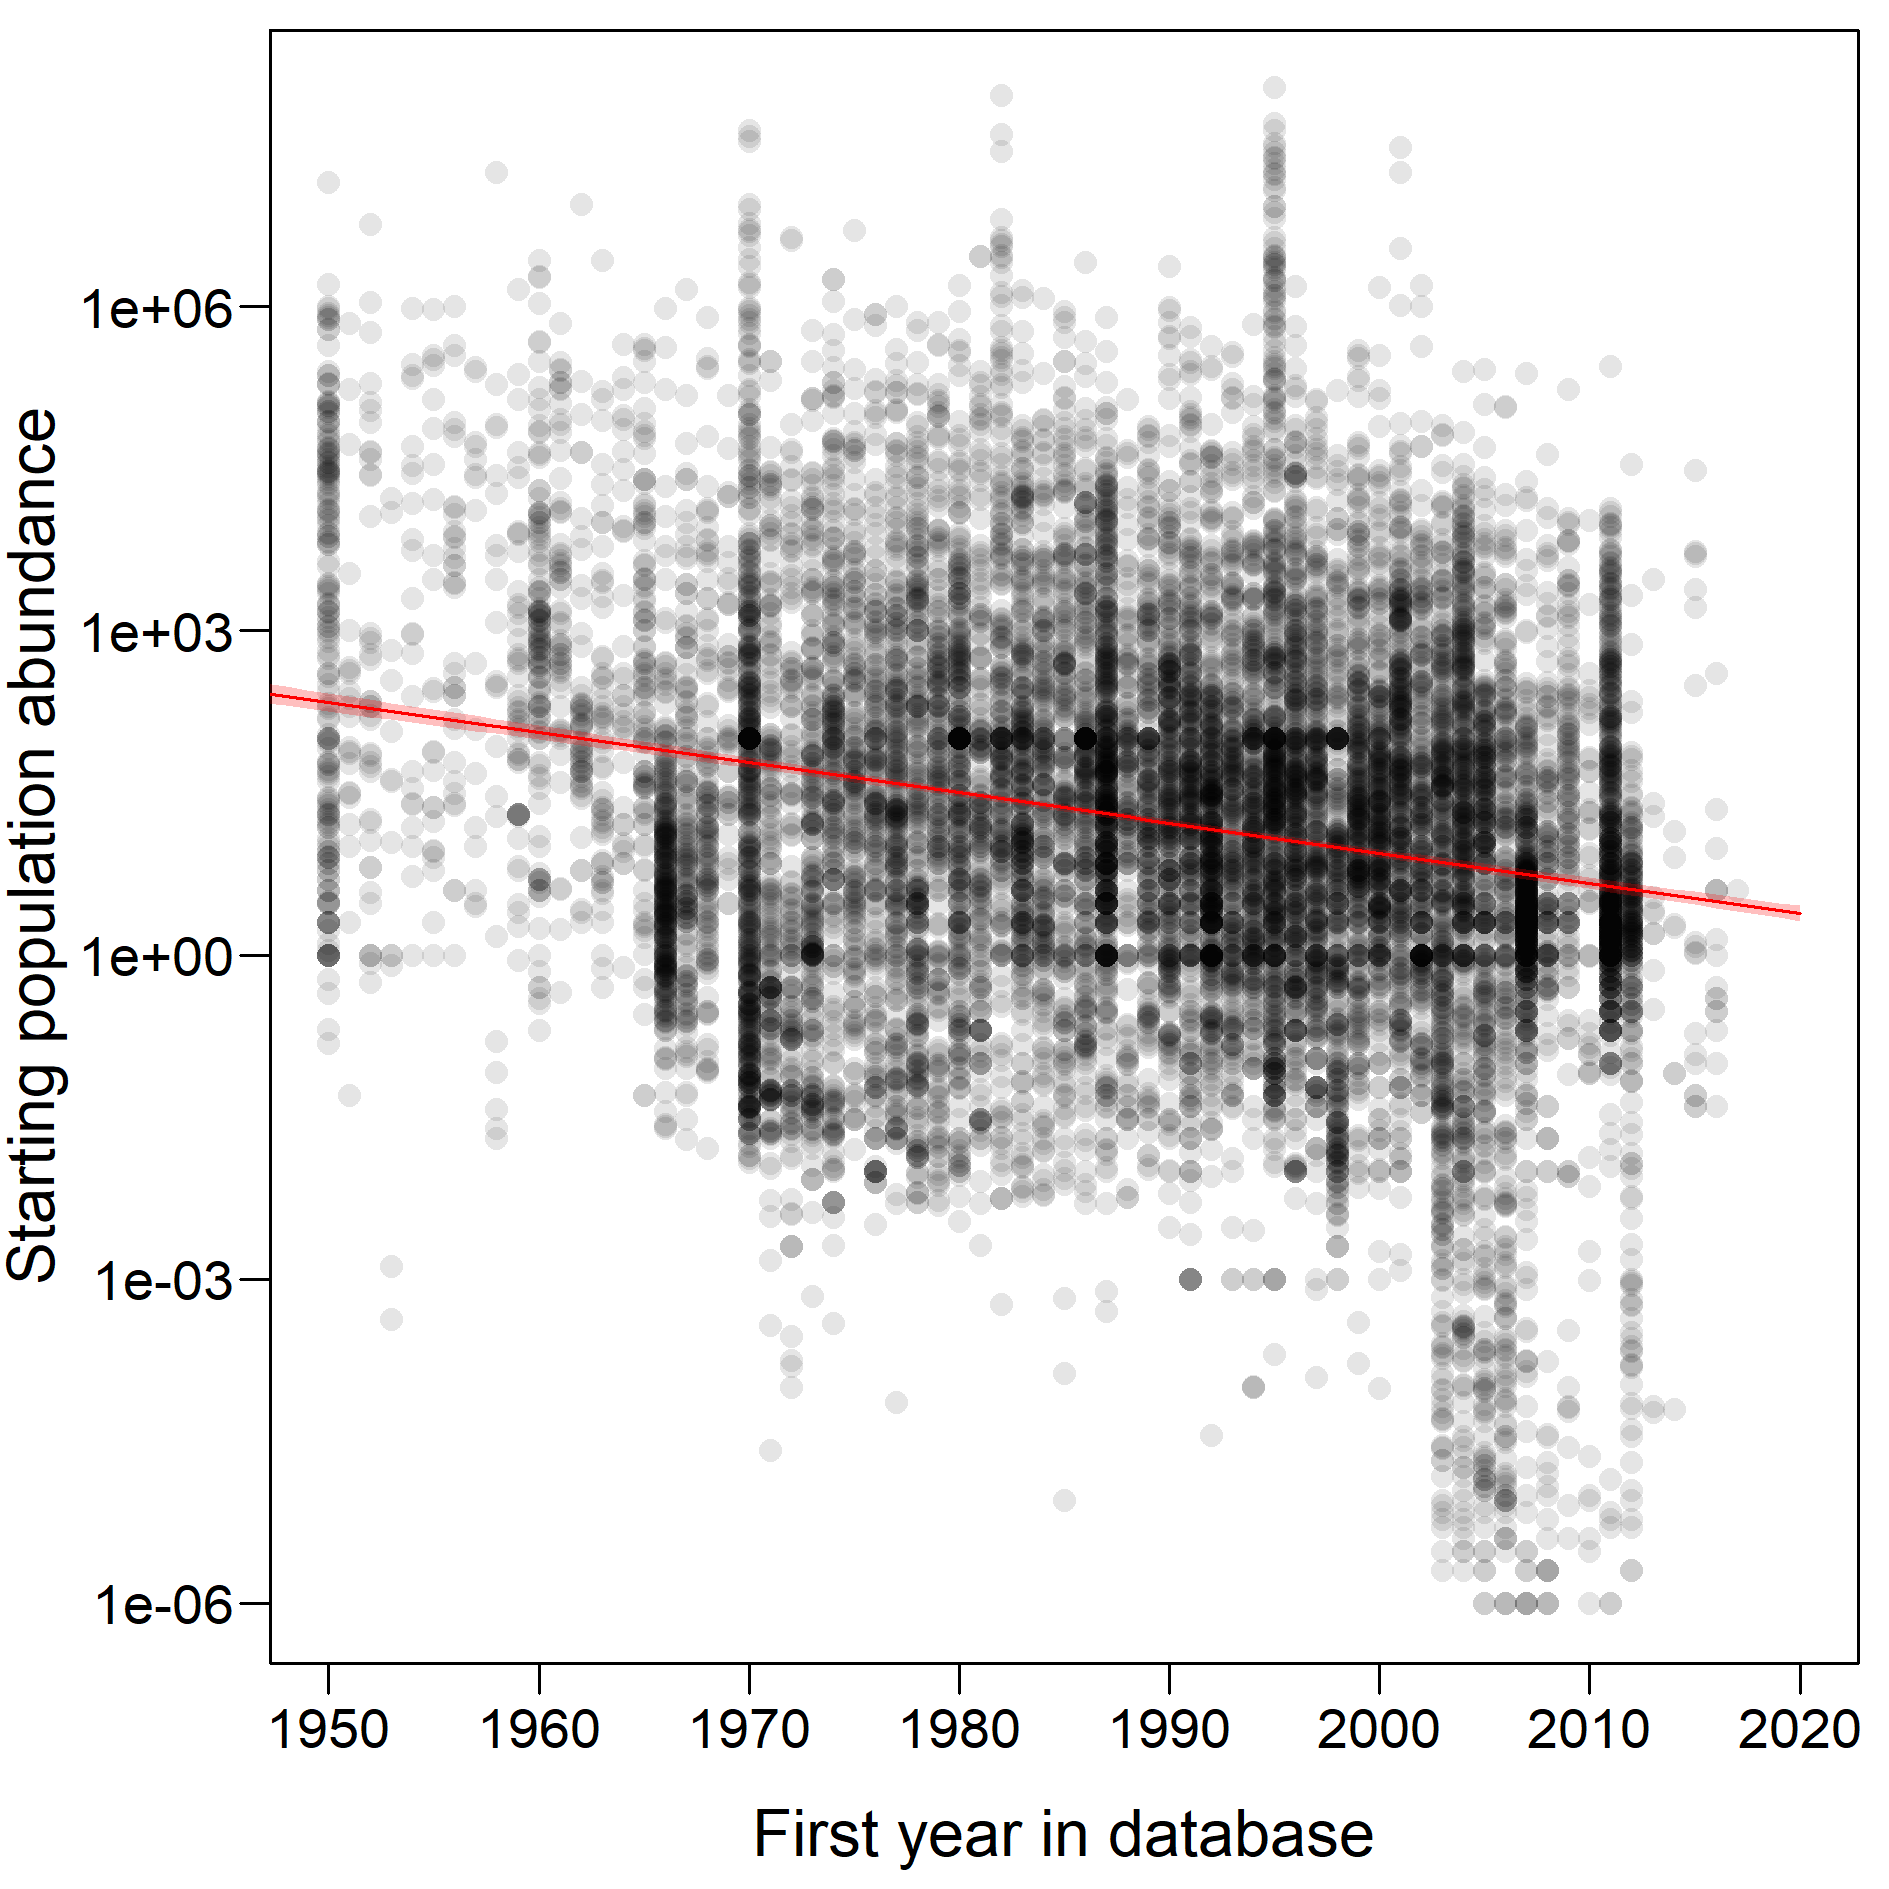 Starting population abundance
1e+06
1e+03
1e+00
1e-03
1e-06
1950 1960 1970 1980 1990 2000 2010 2020
First year in database